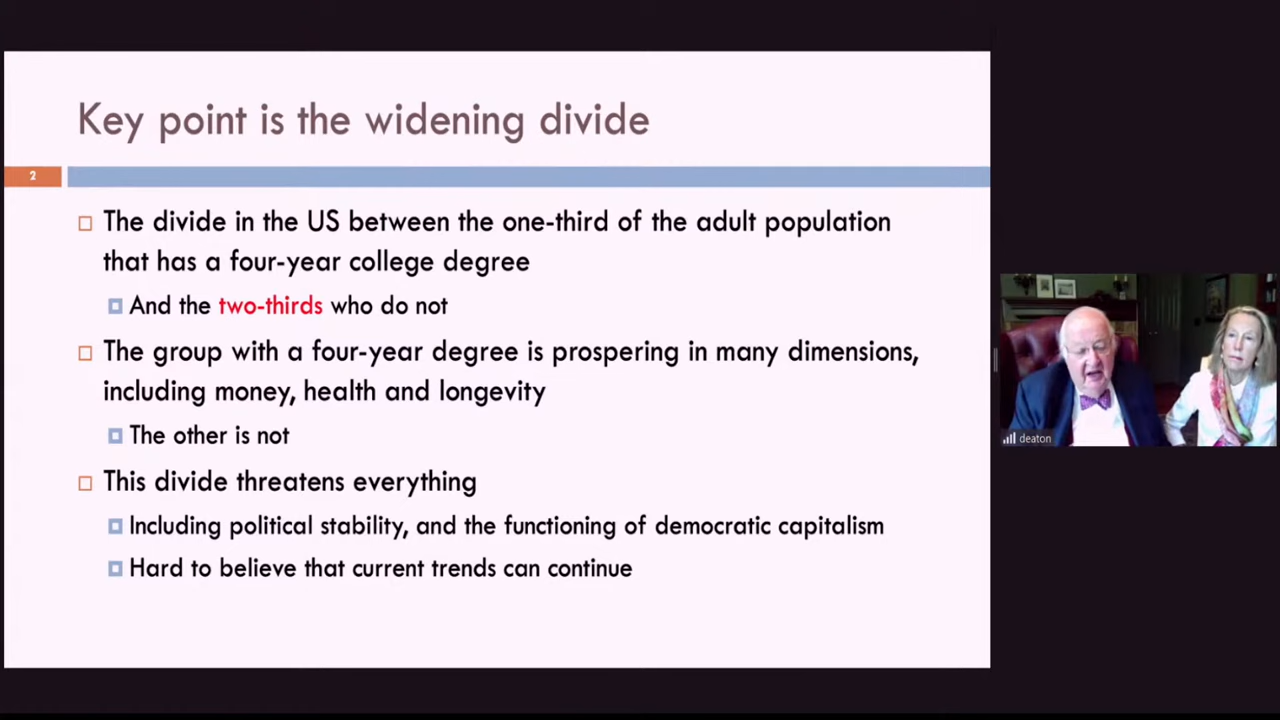 Key point is the widening divide
2
The divide in the US between the one-third of the adult population
that has a four-year college degree
And the two-thirds who do not
The group with a four-year degree is prospering in many dimensions,
including money, health and longevity
The other is not
This divide threatens everything
Including political stability, and the functioning of democratic capitalism
Hard to believe that current trends can continue
deaton